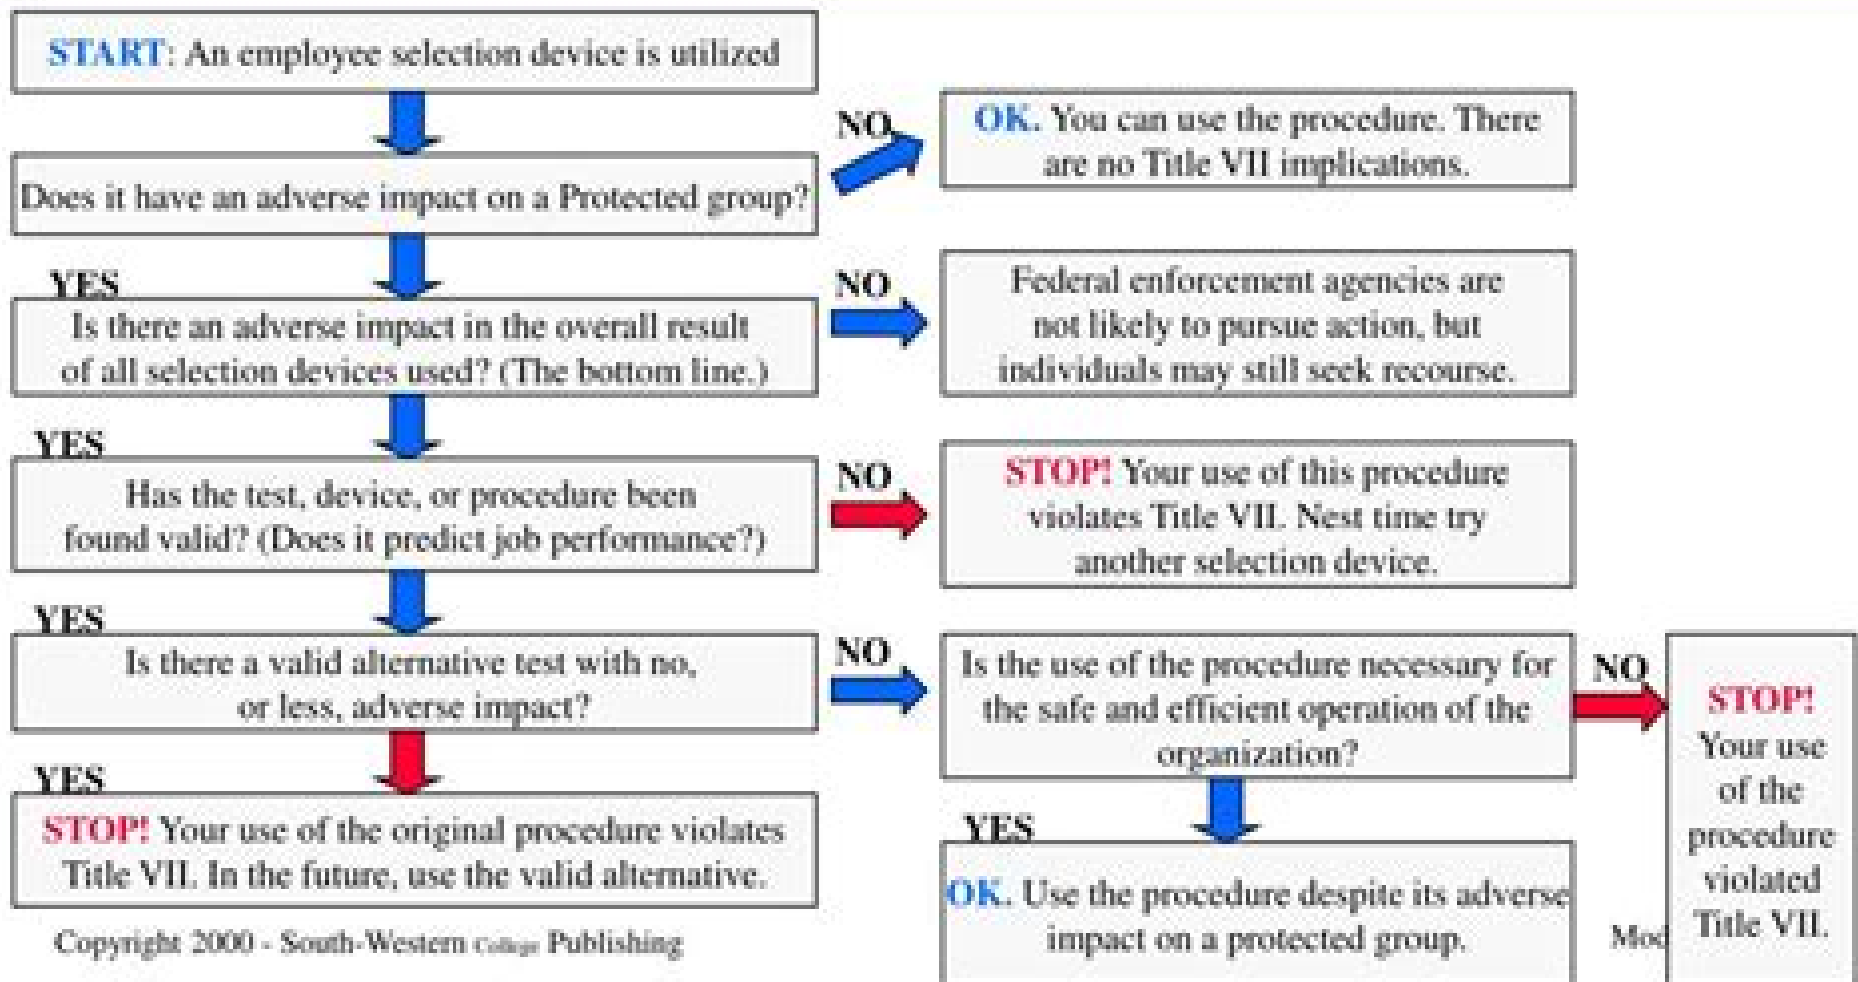 START: An employee selection device is utilized
NO
OK. You can use the procedure. There
are no Title VII implications.
Does it have an adverse impact on a Protected group?
YES
NO
Is there an adverse impact in the overall result
of all selection devices used? (The bottom line.)
Federal enforcement agencies are
not likely to pursue action, but
individuals may still seek recourse.
YES
NO
Has the test, device, or procedure been
found valid? (Does it predict job performance?)
STOP! Your use of this procedure
violates Title VII. Nest time try
another selection device.
YES
NO
Is there a valid alternative test with no,
or less, adverse impact?
Is the use of the procedure necessary for
the safe and efficient operation of the
organization?
NO
STOP!
Your use
of the
procedure
violated
Title VII.
YES
STOP! Your use of the original procedure violates
Title VII. In the future, use the valid alternative.
YES
OK. Use the procedure despite its adverse
impact on a protected group.
Copyright 2000 - South-Western College Publishing
Mod